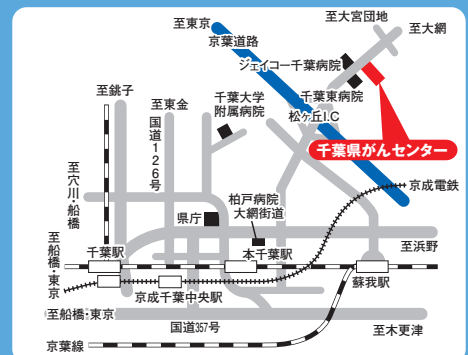 至大宮団地
至東京
至大網
京葉道路
ジェイコー千葉病院
至銚子
千葉東病院
至東金
千葉大学
附属病院
松ヶ丘I.C
国道126号
千葉県がんセンター
至穴川・船橋
京成電鉄
柏戸病院
大網街道
県庁
至浜野
至船橋・東京
千葉駅
本千葉駅
蘇我駅
京成千葉中央駅
至船橋・東京
国道357号
至木更津
京葉線